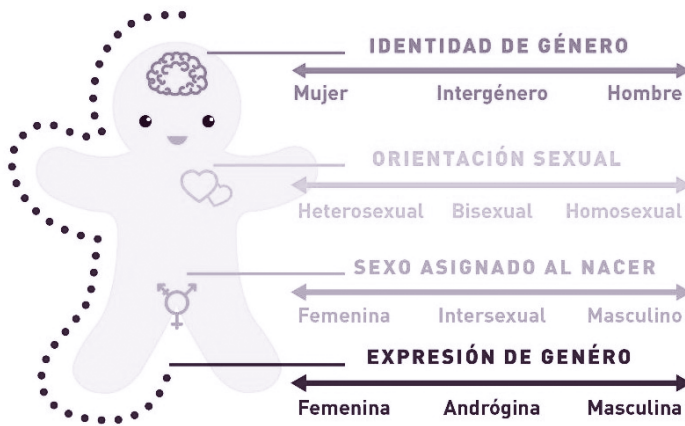 IDENTIDAD DE GÉNERO
Mujer Intergénero Hombre
ORIENTACIÓN SEXUAL
Heterosexual Bisexual Homosexual
SEXO ASIGNADO AL NACER
Femenina Intersexual Masculino
EXPRESIÓN DE GENÉRO
Femenina Andrógina Masculina